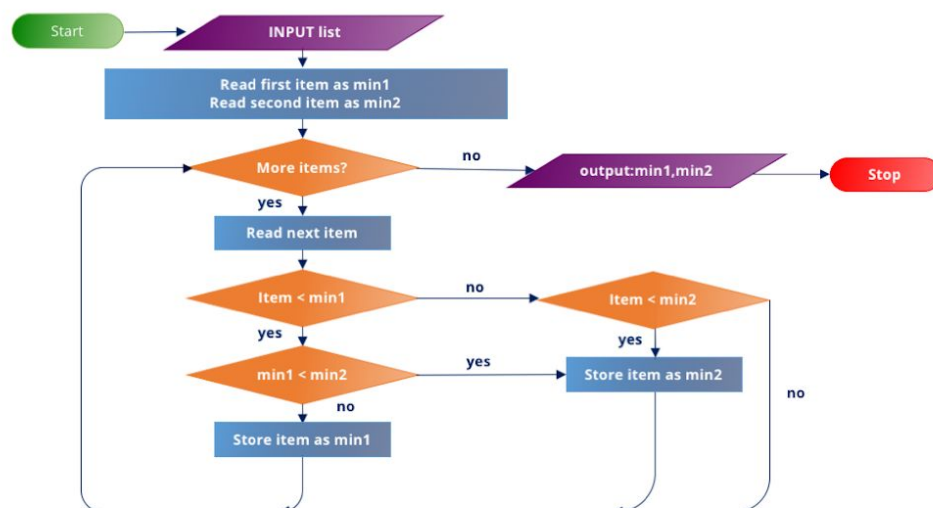 Start
INPUT list
Read first item as min1
Read second item as min2
More items?
no
output:min1,min2
Stop
yes
Read next item
Item < min1
no
Item < min2
yes
yes
min1 < min2
yes
Store item as min2
no
no
Store item as min1